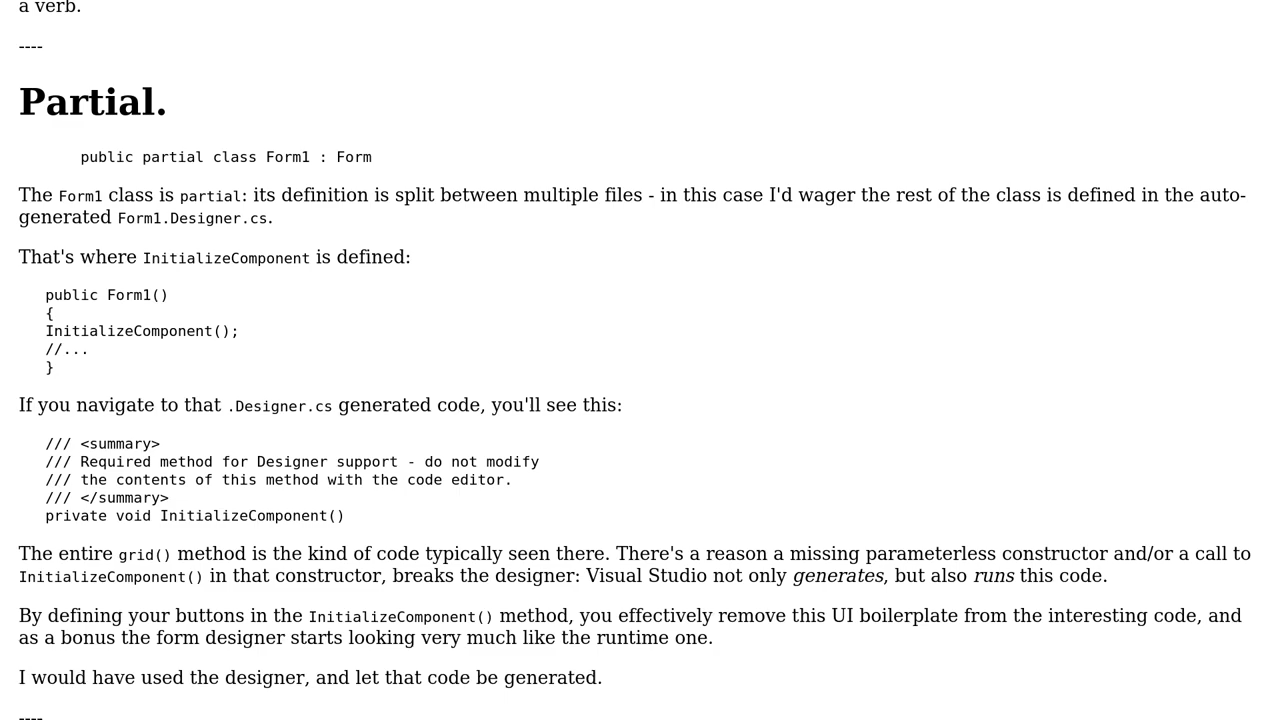 a verb.
----
Partial.
public partial class Form1 : Form
The Form1 class is partial: its definition is split between multiple files - in this case I'd wager the rest of the class is defined in the auto-
generated Form1.Designer.cs.
That's where InitializeComponent is defined:
public Form1()
{
InitializeComponent();
//...
}
If you navigate to that .Designer.cs generated code, you'll see this:
/// <summary>
/// Required method for Designer support - do not modify
/// the contents of this method with the code editor.
/// </summary>
private void InitializeComponent()
The entire grid() method is the kind of code typically seen there. There's a reason a missing parameterless constructor and/or a call to
InitializeComponent() in that constructor, breaks the designer: Visual Studio not only generates, but also runs this code.
By defining your buttons in the InitializeComponent() method, you effectively remove this UI boilerplate from the interesting code, and
as a bonus the form designer starts looking very much like the runtime one.
I would have used the designer, and let that code be generated.
----